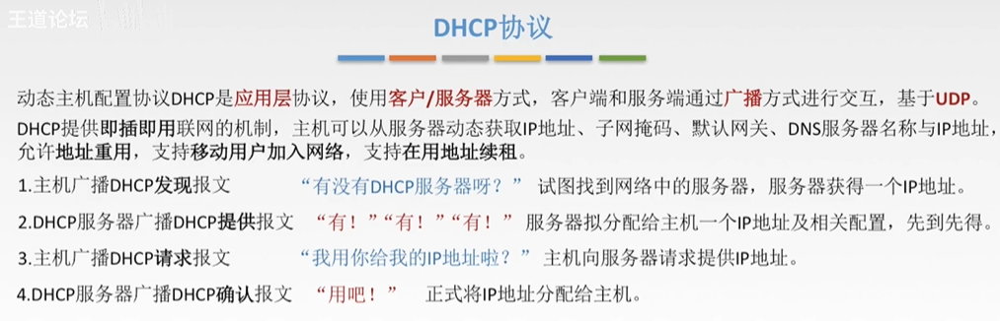 王道论坛
DHCP协议
动态主机配置协议DHCP是应用层协议，使用客户/服务器方式，客户端和服务端通过广播方式进行交互，基于UDP。
DHCP提供即插即用联网的机制，主机可以从服务器动态获取IP地址、子网掩码、默认网关、DNS服务器名称与IP地址，
允许地址重用，支持移动用户加入网络，支持在用地址续租。
1.主机广播DHCP发现报文 “有没有DHCP服务器呀？” 试图找到网络中的服务器，服务器获得一个IP地址。
2.DHCP服务器广播DHCP提供报文 “有！”“有！”“有！” 服务器拟分配给主机一个IP地址及相关配置，先到先得。
3.主机广播DHCP请求报文 “我用你给我的IP地址啦？” 主机向服务器请求提供IP地址。
4.DHCP服务器广播DHCP确认报文 “用吧！” 正式将IP地址分配给主机。